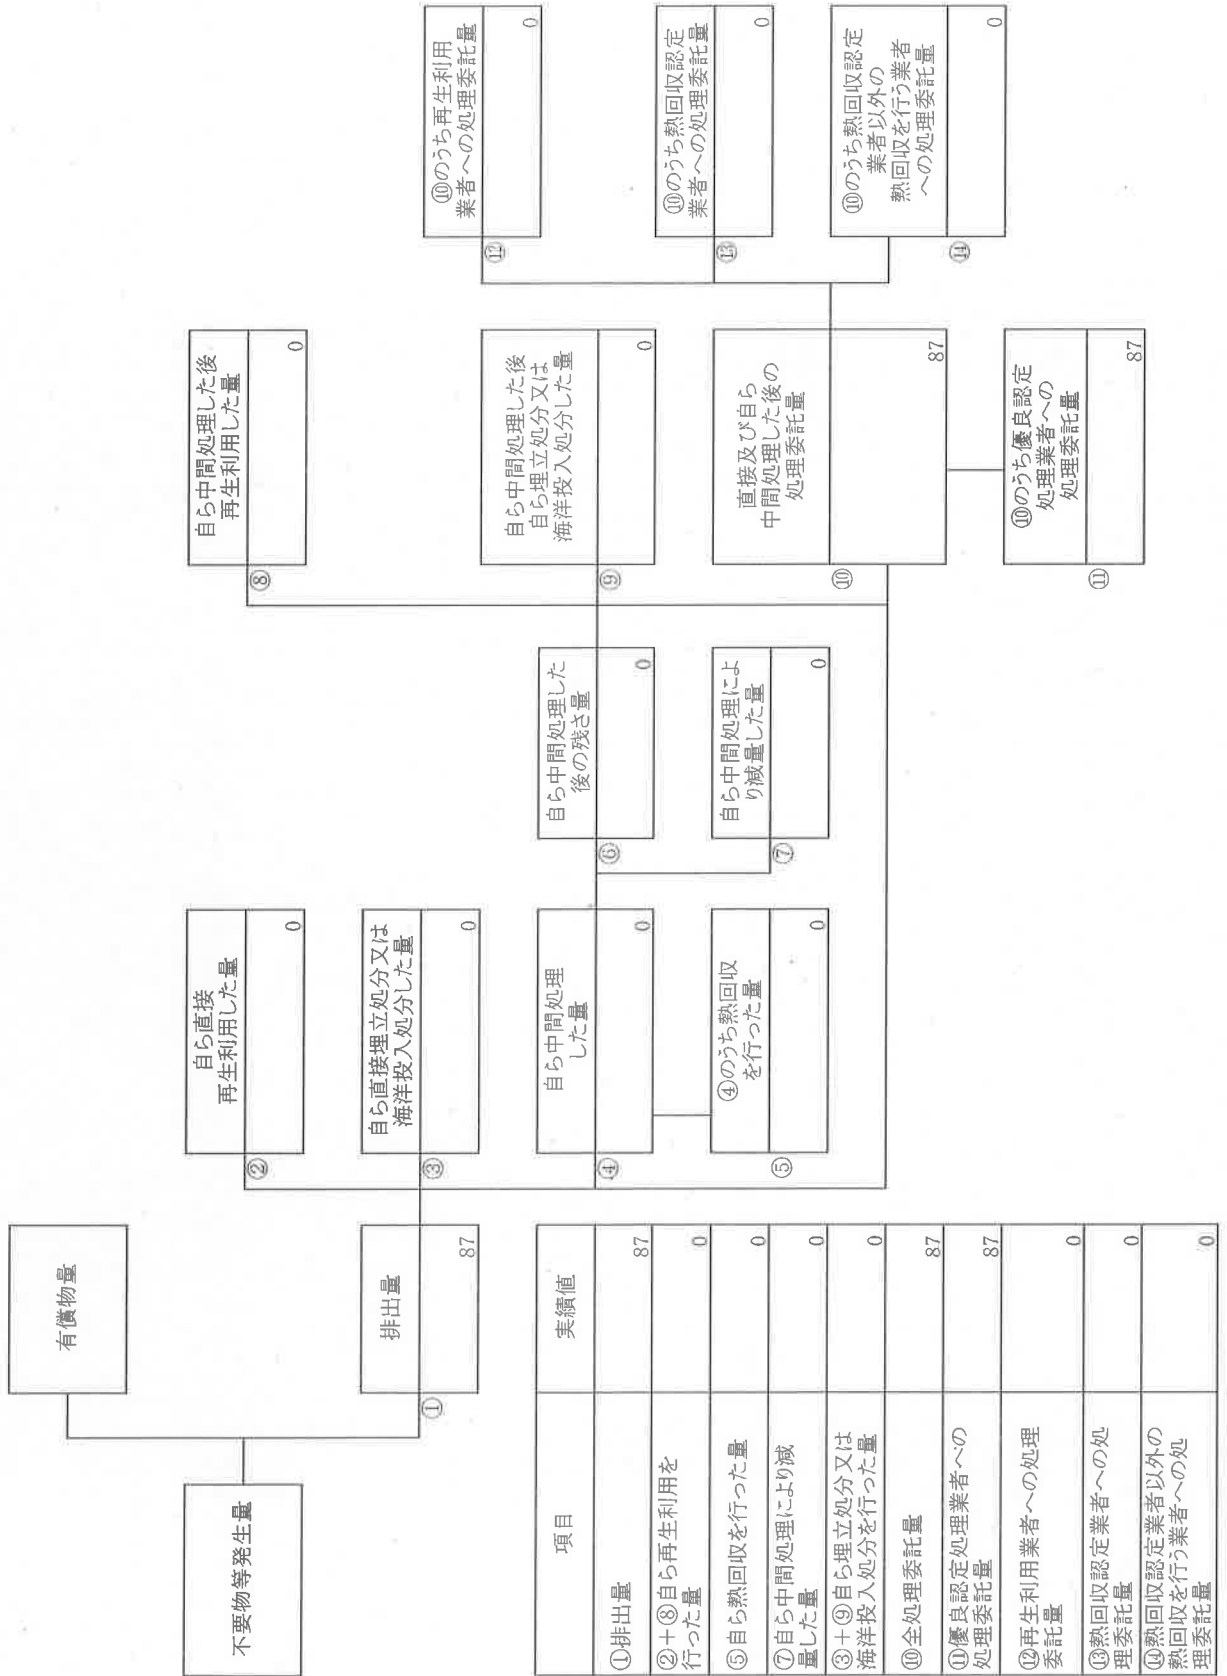 不要物等発生量
有償物量
排出量
①
87
自ら直接
再生利用した量
②
0
自ら直接埋立処分又は
海洋投入処分した量
③
0
自ら中間処理
した量
④
0
④のうち熱回収
を行った量
⑤
0
自ら中間処理した
後の残さ量
⑥
0
自ら中間処理によ
り減量した量
⑦
0
自ら中間処理した後
再生利用した量
⑧
0
自ら中間処理した後
自ら埋立処分又は
海洋投入処分した量
⑨
0
直接及び自ら
中間処理した後の
処理委託量
⑩
87
⑩のうち優良認定
処理業者への
処理委託量
⑪
87
⑩のうち再生利用
業者への処理委託量
⑫
0
⑩のうち熱回収認定
業者への処理委託量
⑬
0
⑩のうち熱回収認定
業者以外の
熱回収を行う業者
への処理委託量
⑭
0
項目 実績値
①排出量 87
②+⑧自ら再生利用を
行った量 0
⑤自ら熱回収を行った量 0
⑦自ら中間処理により減
量した量 0
③+⑨自ら埋立処分又は
海洋投入処分を行った量 0
⑩全処理委託量 87
⑪優良認定処理業者への
処理委託量 87
⑫再生利用業者への処理
委託量 0
⑬熱回収認定業者への処
理委託量 0
⑭熱回収認定業者以外の
熱回収を行う業者への処
理委託量 0